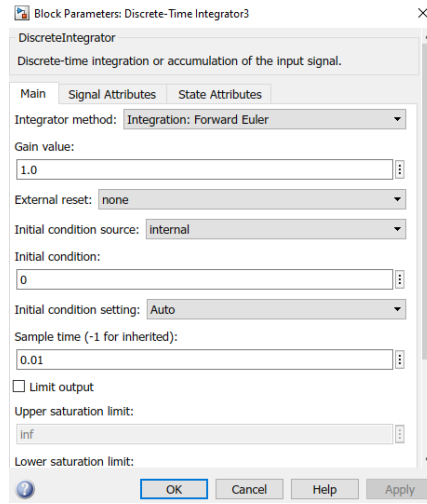 Block Parameters: Discrete-Time Integrator3
DiscreteIntegrator
Discrete-time integration or accumulation of the input signal.
Main Signal Attributes State Attributes
Integrator method: Integration: Forward Euler
Gain value:
1.0
External reset: none
Initial condition source: internal
Initial condition:
0
Initial condition setting: Auto
Sample time (-1 for inherited):
0.01
Limit output
Upper saturation limit:
inf
Lower saturation limit:
OK Cancel Help Apply